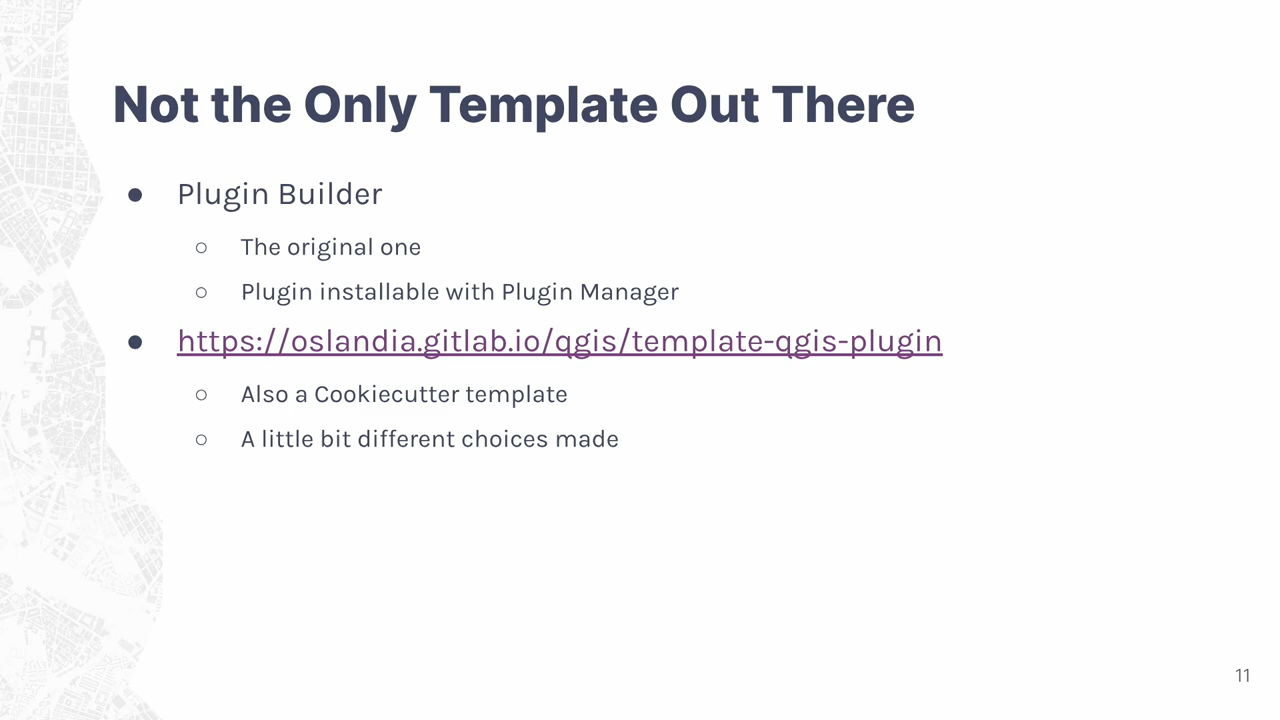 Not the Only Template Out There
● Plugin Builder
○ The original one
○ Plugin installable with Plugin Manager
● https://oslandia.gitlab.io/qgis/template-qgis-plugin
○ Also a Cookiecutter template
○ A little bit different choices made
11